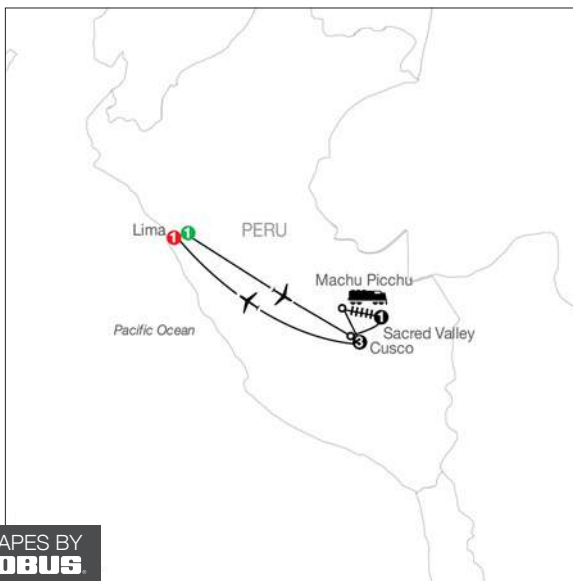 Lima
1
1
PERU
Machu Picchu
1
Sacred Valley
3
Cusco
Pacific Ocean
APES BY
OBUS®